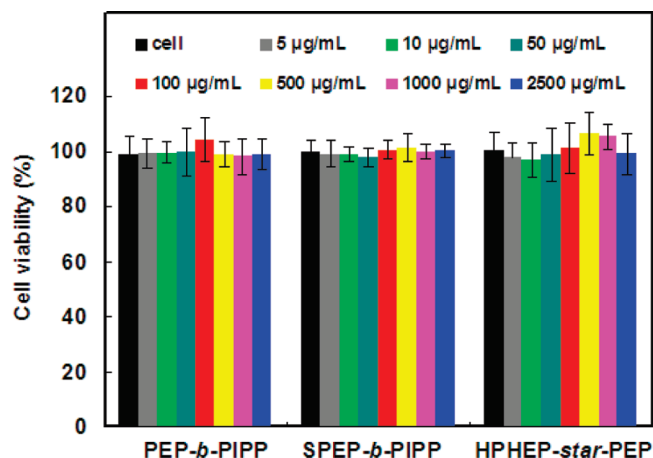 cell 5 µg/mL 10 µg/mL 50 µg/mL
100 µg/mL 500 µg/mL 1000 µg/mL 2500 µg/mL
120
100
80
60
40
20
0
Cell viability (%)
PEP-b-PIPP SPEP-b-PIPP HPHEP-star-PEP